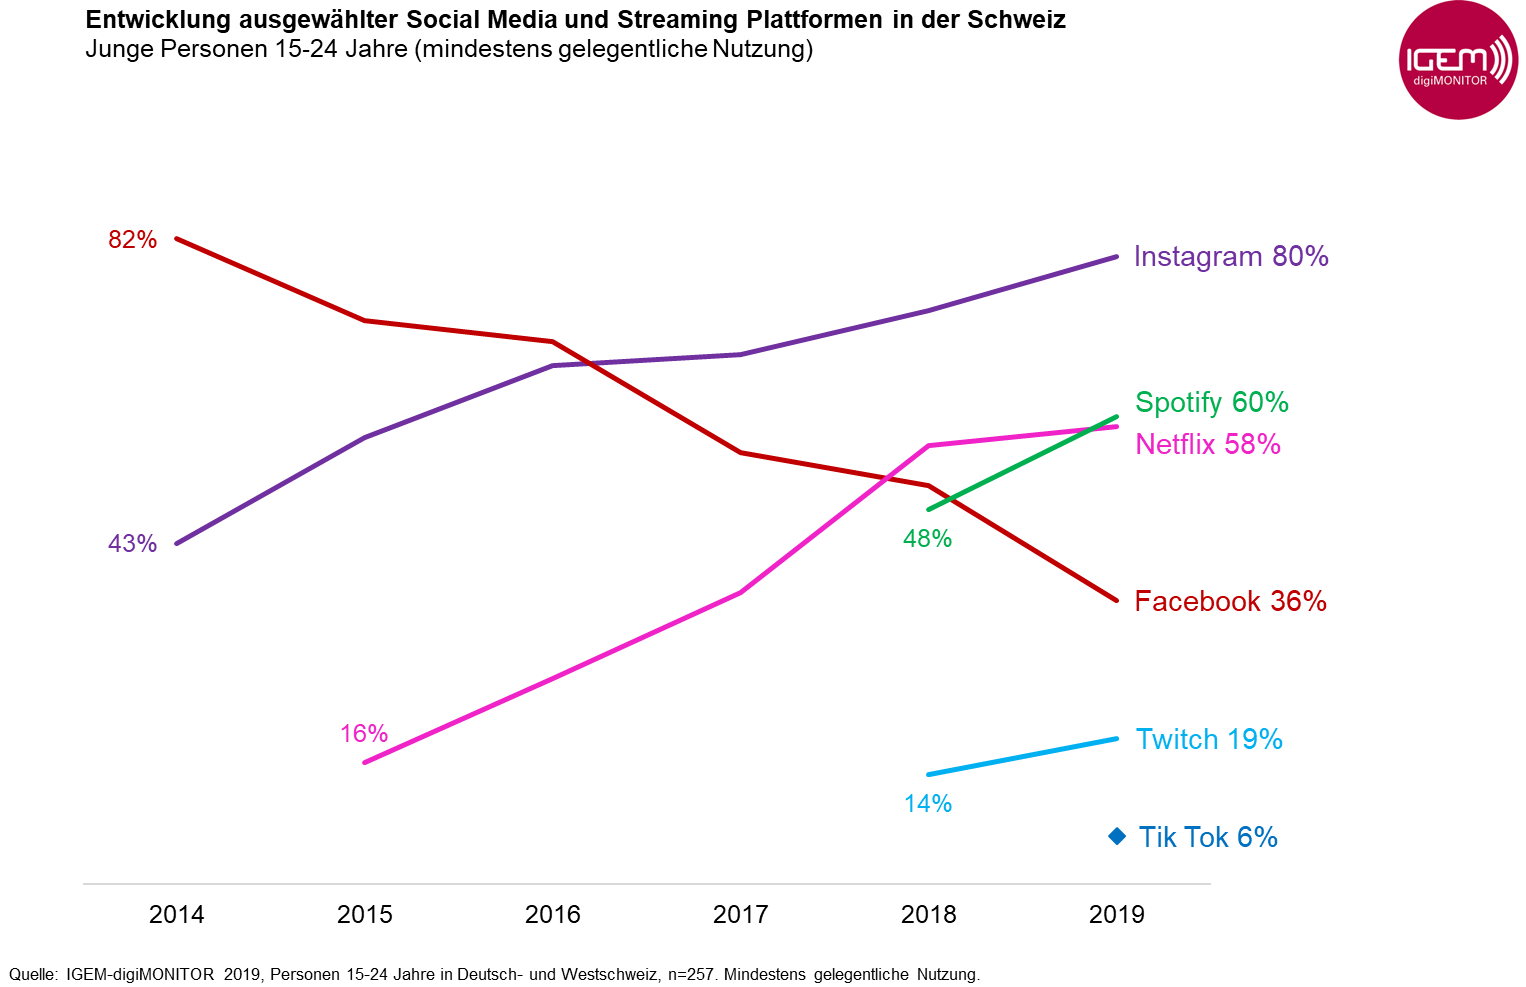 Entwicklung ausgewählter Social Media und Streaming Plattformen in der Schweiz
Junge Personen 15-24 Jahre (mindestens gelegentliche Nutzung)
IGEM
digiMONITOR
82%
Instagram 80%
Spotify 60%
Netflix 58%
48%
43%
Facebook 36%
16%
Twitch 19%
14%
Tik Tok 6%
2014 2015 2016 2017 2018 2019
Quelle: IGEM-digiMONITOR 2019, Personen 15-24 Jahre in Deutsch- und Westschweiz, n=257. Mindestens gelegentliche Nutzung.